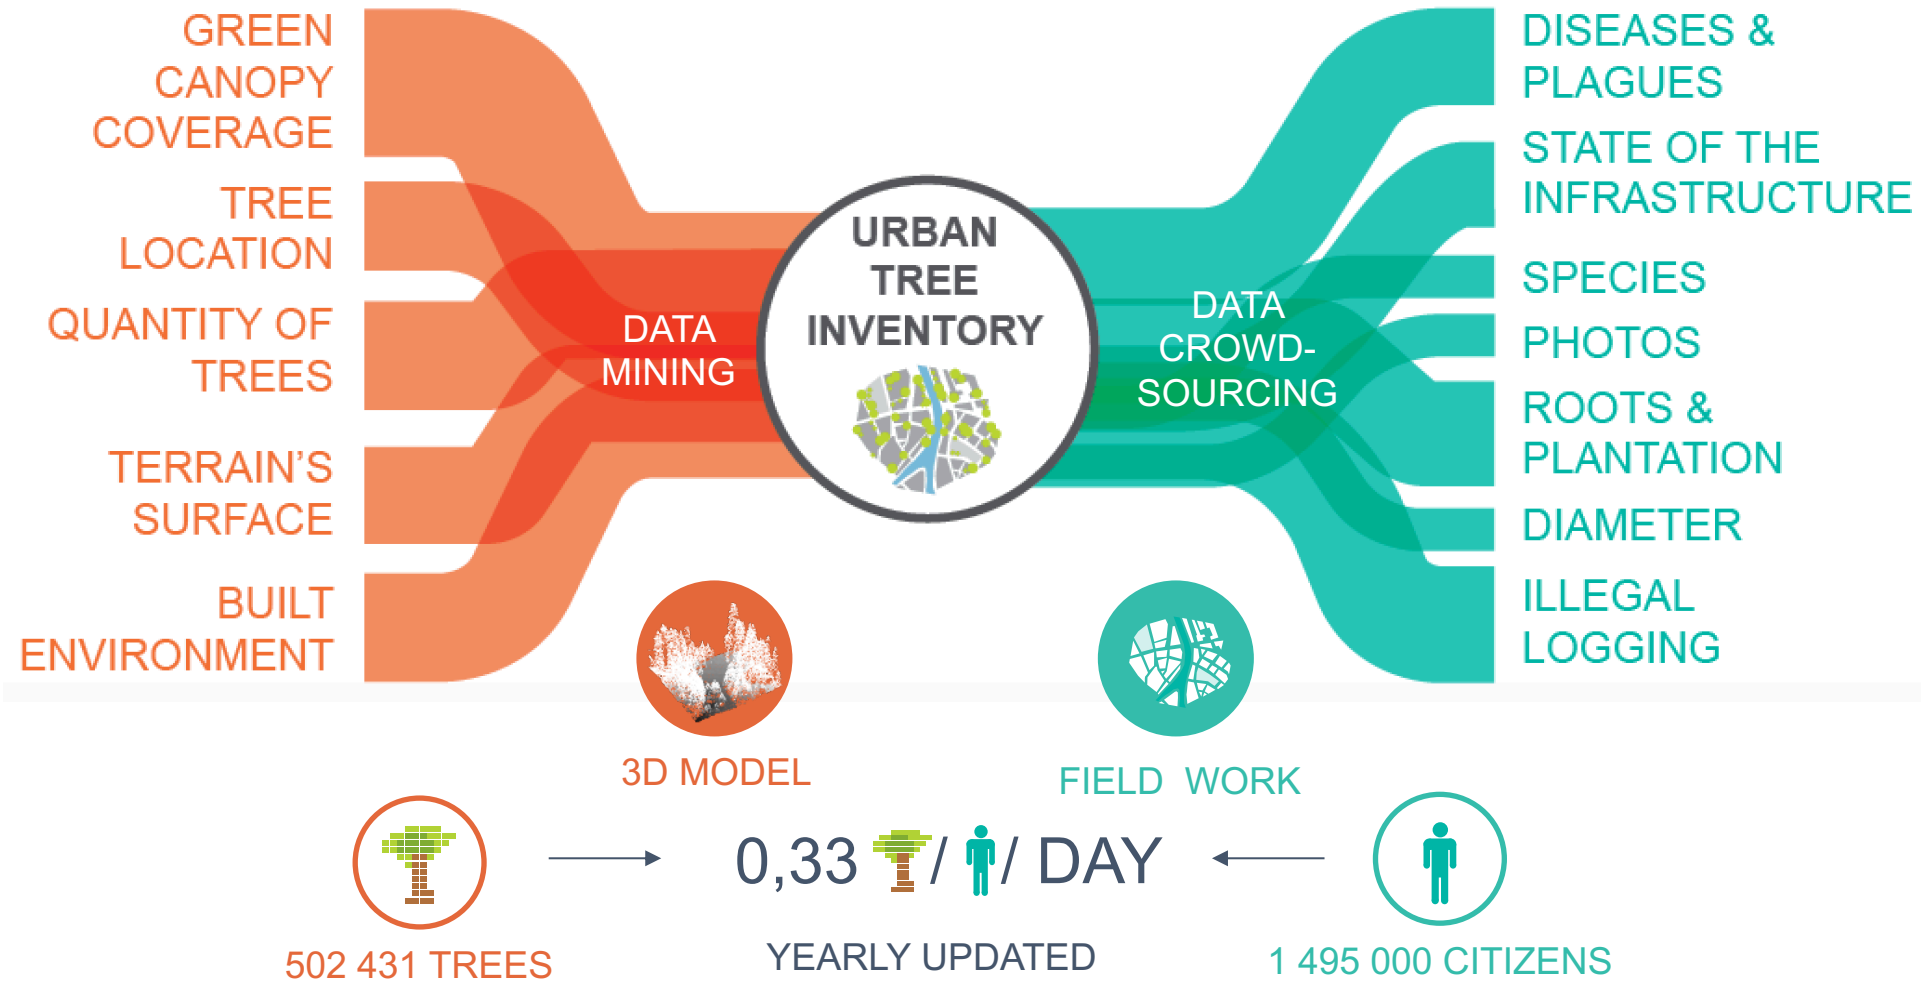 GREEN
CANOPY
COVERAGE
TREE
LOCATION
QUANTITY OF
TREES
TERRAIN'S
SURFACE
BUILT
ENVIRONMENT
DATA
MINING
URBAN
TREE
INVENTORY
DATA
CROWD-
SOURCING
DISEASES &
PLAGUES
STATE OF THE
INFRASTRUCTURE
SPECIES
PHOTOS
ROOTS &
PLANTATION
DIAMETER
ILLEGAL
LOGGING
3D MODEL
FIELD WORK
0,33 / / DAY
502 431 TREES
YEARLY UPDATED
1 495 000 CITIZENS